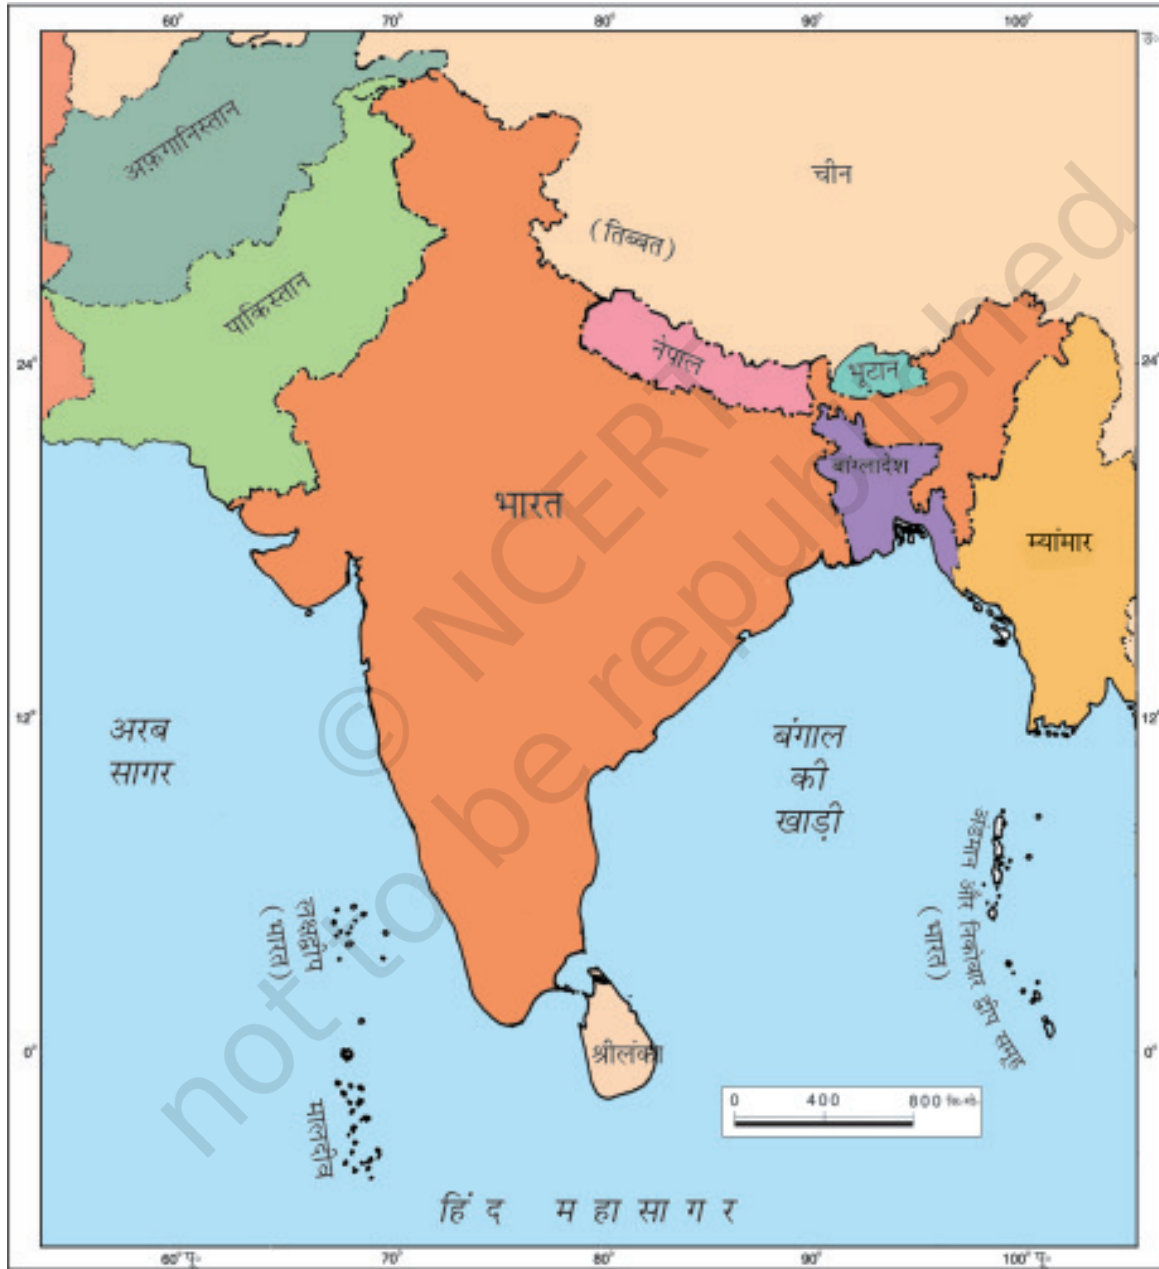 60° 70° 80° 90° 100°
उ॰
अफ़गानिस्तान
चीन
(तिब्बत)
पाकिस्तान
24° 24°
नेपाल
भूटान
बांग्लादेश
भारत
म्यांमार
12° 12°
अरब
सागर
बंगाल
की
खाड़ी
अंडमान और निकोबार द्वीप समूह
(भारत)
लक्षद्वीप
(भारत)
0° 0°
श्रीलंका
0 400 800 कि॰मी॰
मालदीव
हिंद महासागर
60° पू॰ 70° 80° 90° 100° पू॰
© NCERT
not to be republished